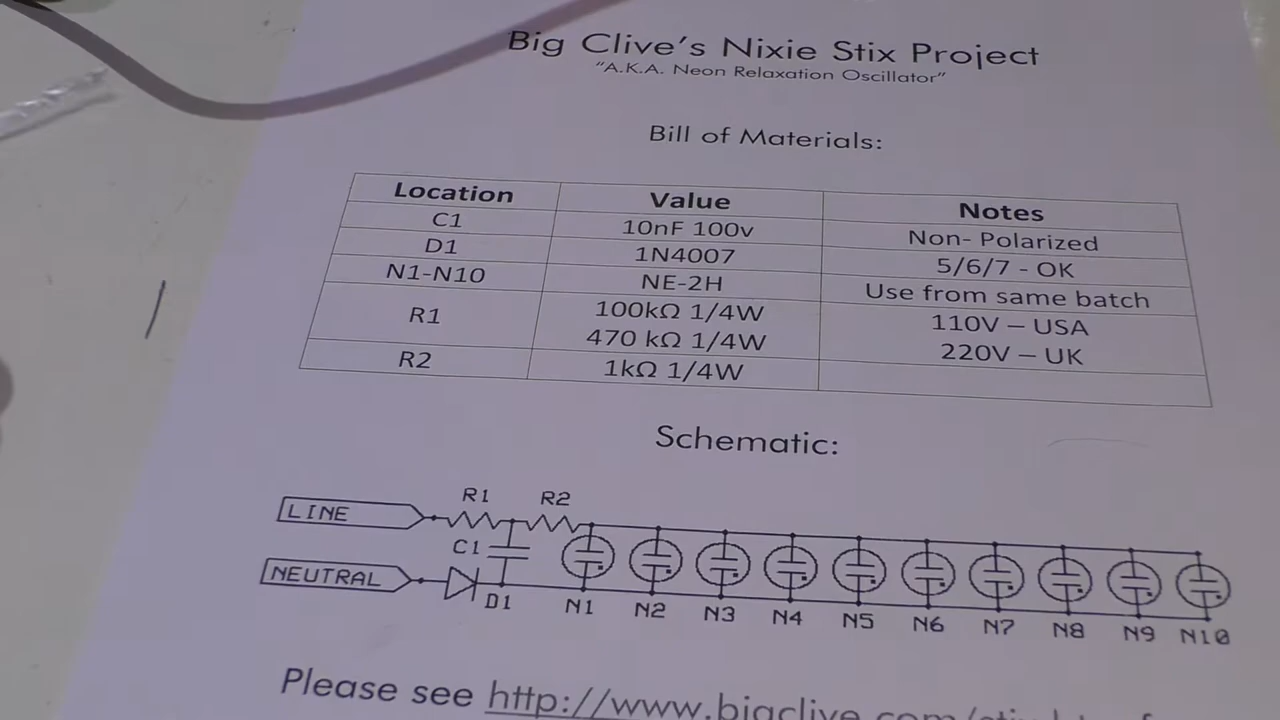 Big Clive's Nixie Stix Project
"A.K.A. Neon Relaxation Oscillator"
Bill of Materials:
Location Value Notes
C1 10nF 100v Non- Polarized
D1 1N4007 5/6/7 - OK
N1-N10 NE-2H Use from same batch
R1 100kΩ 1/4W 110V – USA
470 kΩ 1/4W 220V – UK
R2 1kΩ 1/4W
Schematic:
R1 R2
LINE
C1
NEUTRAL
D1 N1 N2 N3 N4 N5 N6 N7 N8 N9 N10
Please see http://www.bigclive.com/